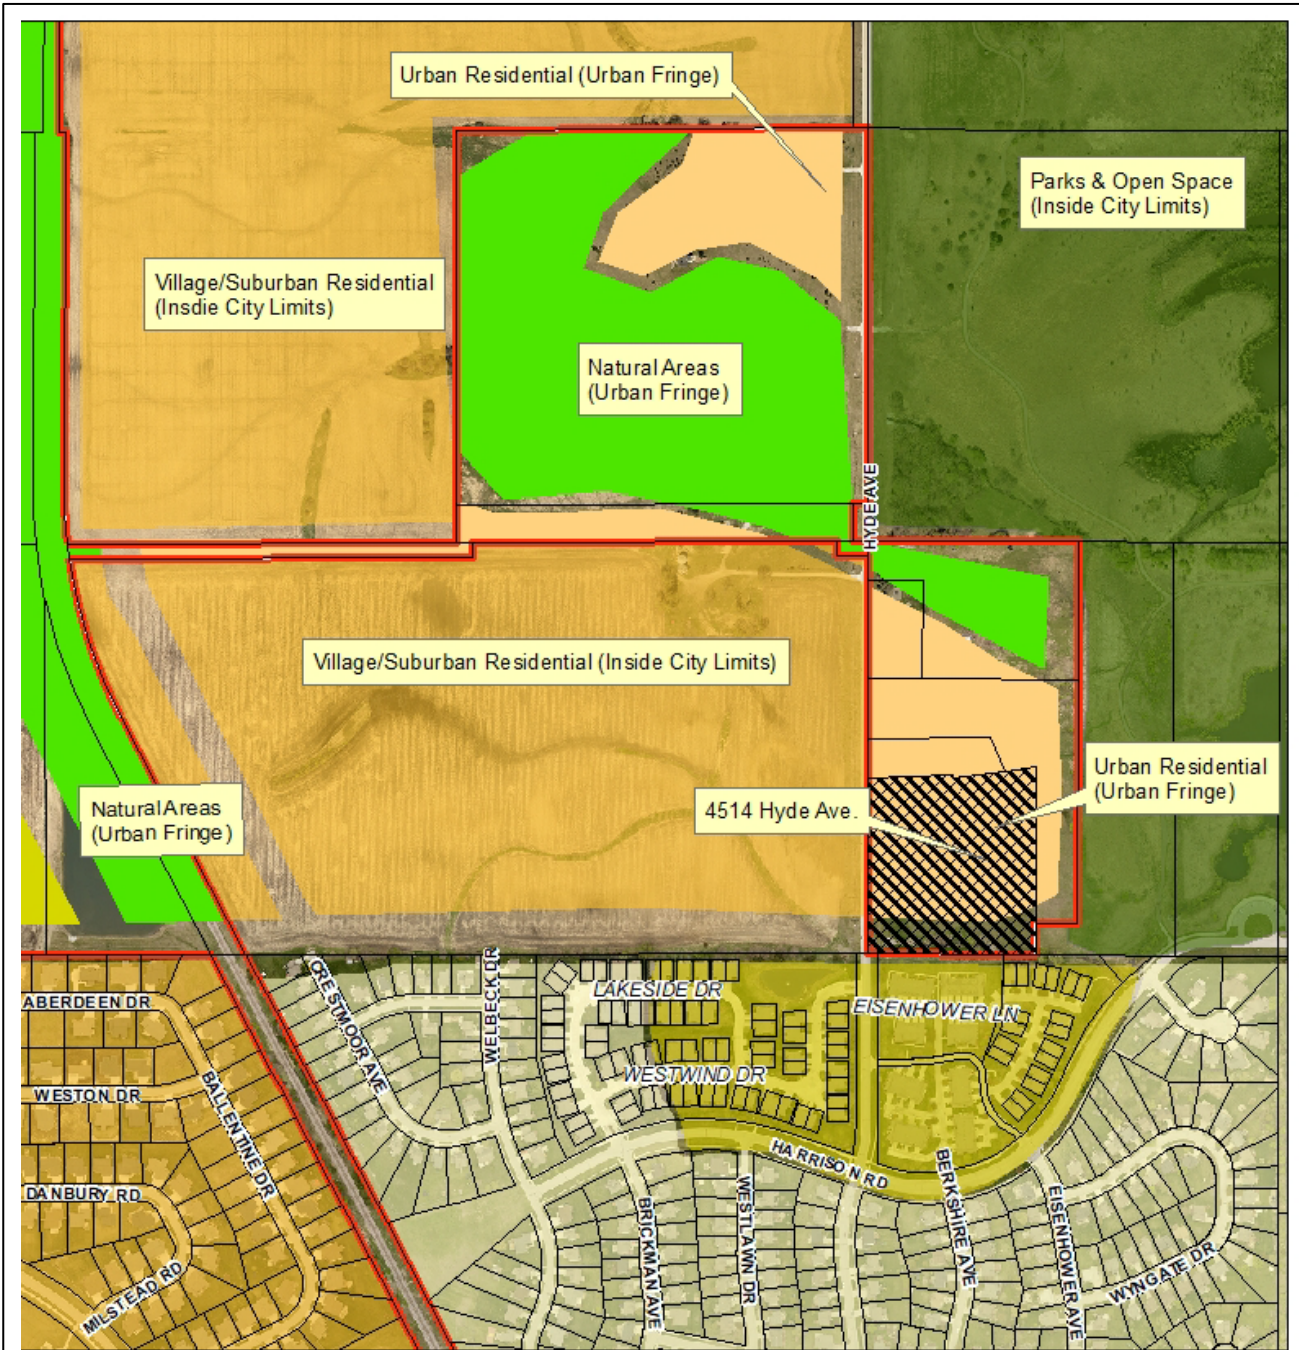 Urban Residential (Urban Fringe)
Parks & Open Space
(Inside City Limits)
Village/Suburban Residential
(Insdie City Limits)
Natural Areas
(Urban Fringe)
HYDE AVE
Village/Suburban Residential (Inside City Limits)
Urban Residential
(Urban Fringe)
Natural Areas
(Urban Fringe)
4514 Hyde Ave.
ABERDEEN DR
CRESTMOOR AVE
WELBECK DR
LAKESIDE DR
EISENHOWER LN
WESTON DR
BALLENTINE DR
WESTWIND DR
HARRISON RD
DANBURY RD
BRICKMAN AVE
WESTLAWN DR
BERKSHIRE AVE
EISENHOWER AVE
WYNGATE DR
MILSTEAD RD